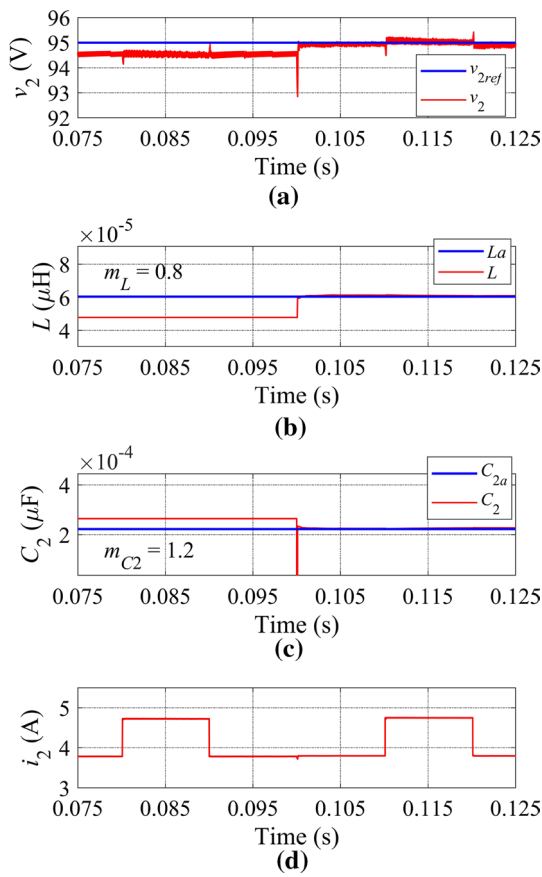 96
95
94
93
92
v2 (V)
v2ref
v2
0.075 0.085 0.095 0.105 0.115 0.125
Time (s)
(a)
×10-5
8
6
4
L (μH)
mL = 0.8
La
L
0.075 0.085 0.095 0.105 0.115 0.125
Time (s)
(b)
×10-4
4
2
C2 (μF)
mC2 = 1.2
C2a
C2
0.075 0.085 0.095 0.105 0.115 0.125
Time (s)
(c)
5
4
3
i2 (A)
0.075 0.085 0.095 0.105 0.115 0.125
Time (s)
(d)